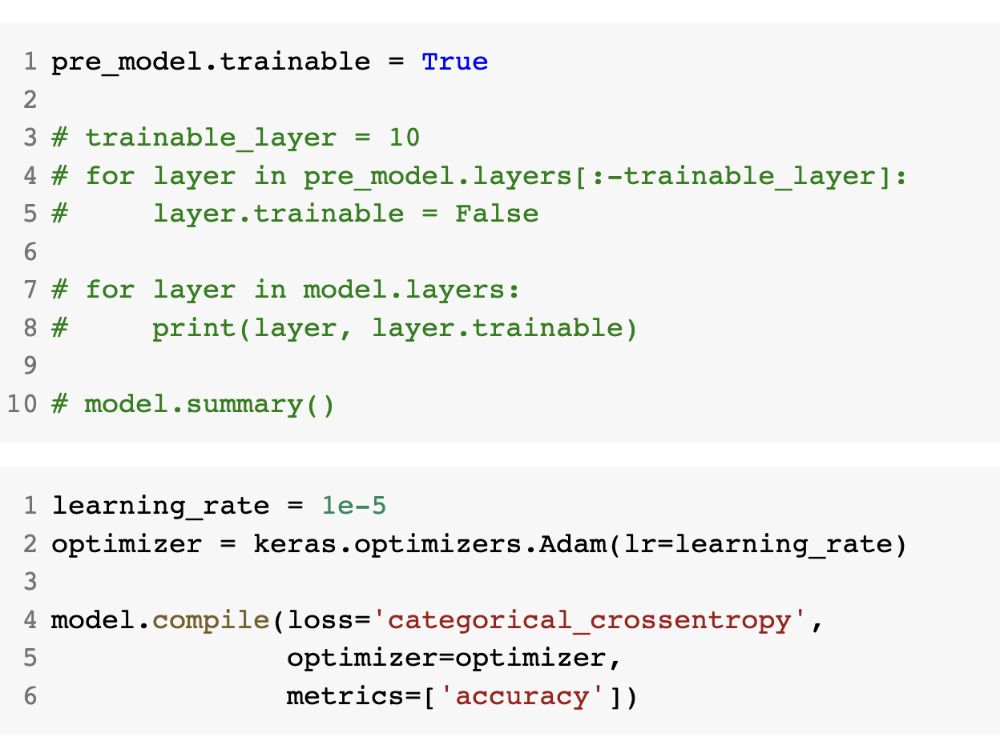 1 pre_model.trainable = True
2
3 # trainable_layer = 10
4 # for layer in pre_model.layers[:-trainable_layer]:
5 #     layer.trainable = False
6
7 # for layer in model.layers:
8 #     print(layer, layer.trainable)
9
10 # model.summary()
1 learning_rate = 1e-5
2 optimizer = keras.optimizers.Adam(lr=learning_rate)
3
4 model.compile(loss='categorical_crossentropy',
5               optimizer=optimizer,
6               metrics=['accuracy'])